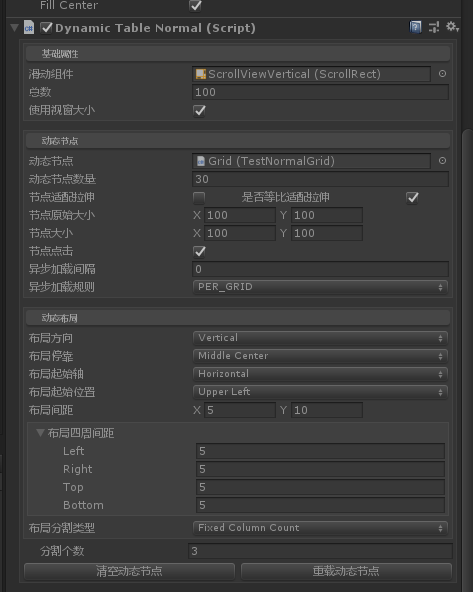 Fill Center
Dynamic Table Normal (Script)
基础属性
滑动组件 ScrollViewVertical (ScrollRect)
总数 100
使用视窗大小
动态节点
动态节点 Grid (TestNormalGrid)
动态节点数量 30
节点适配拉伸 是否等比适配拉伸
节点原始大小 X 100 Y 100
节点大小 X 100 Y 100
节点点击
异步加载间隔 0
异步加载规则 PER_GRID
动态布局
布局方向 Vertical
布局停靠 Middle Center
布局起始轴 Horizontal
布局起始位置 Upper Left
布局间距 X 5 Y 10
布局四周间距
Left 5
Right 5
Top 5
Bottom 5
布局分割类型 Fixed Column Count
分割个数 3
清空动态节点 重载动态节点